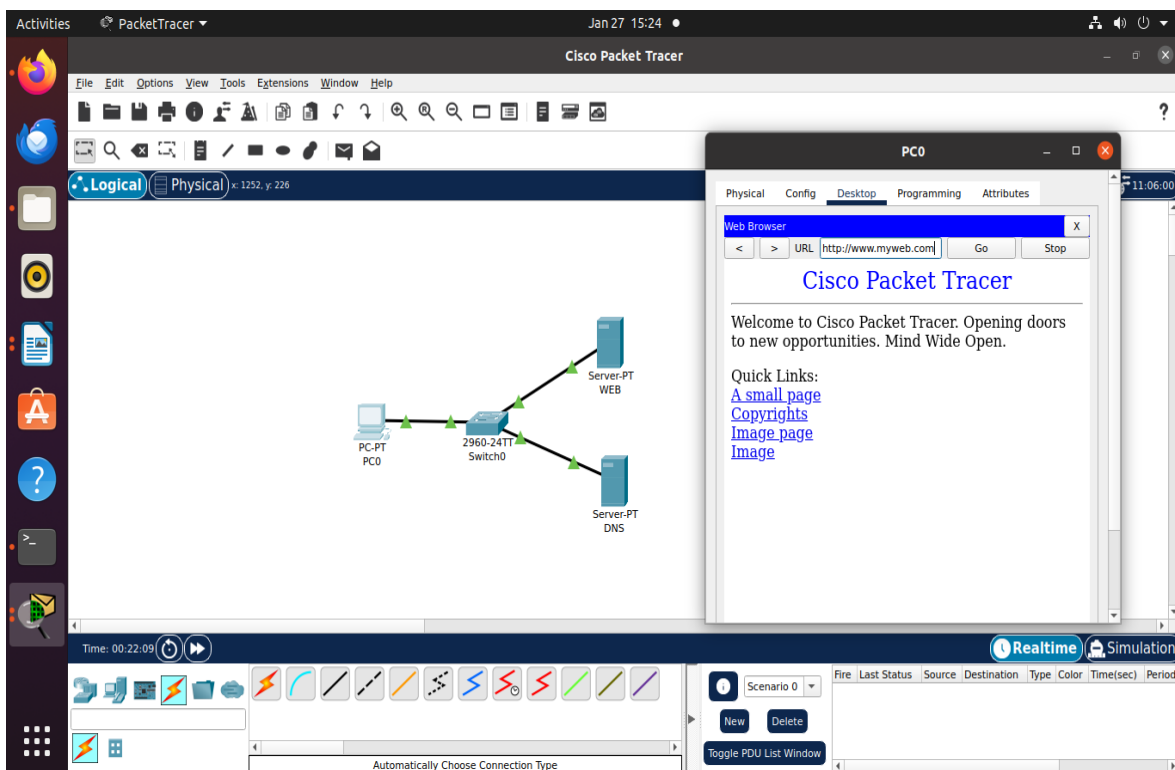 Activities
PacketTracer
Jan 27 15:24
Cisco Packet Tracer
File Edit Options View Tools Extensions Window Help
?
Logical
Physical
x: 1252, y: 226
11:06:00
PC0
Physical Config Desktop Programming Attributes
Web Browser
X
< > URL http://www.myweb.com Go Stop
Cisco Packet Tracer
Welcome to Cisco Packet Tracer. Opening doors
to new opportunities. Mind Wide Open.
Quick Links:
A small page
Copyrights
Image page
Image
Server-PT
WEB
PC-PT
PC0
2960-24TT
Switch0
Server-PT
DNS
Time: 00:22:09
Realtime
Simulation
Scenario 0
New
Delete
Toggle PDU List Window
Fire Last Status Source Destination Type Color Time(sec) Period
Automatically Choose Connection Type